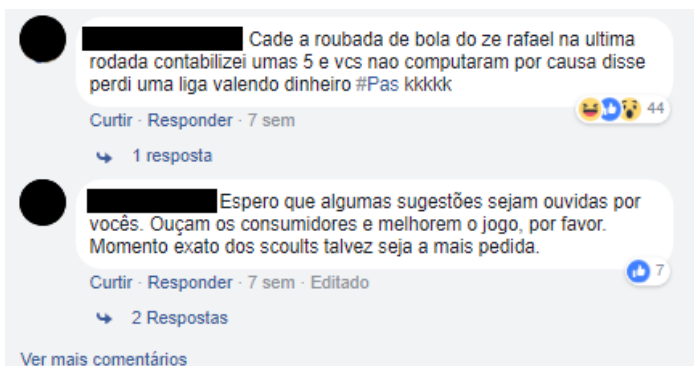 Cade a roubada de bola do ze rafael na ultima
rodada contabilizei umas 5 e vcs nao computaram por causa disse
perdi uma liga valendo dinheiro #Pas kkkkk
44
Curtir · Responder · 7 sem
1 resposta
Espero que algumas sugestões sejam ouvidas por
vocês. Ouçam os consumidores e melhorem o jogo, por favor.
Momento exato dos scoults talvez seja a mais pedida.
7
Curtir · Responder · 7 sem · Editado
2 Respostas
Ver mais comentários